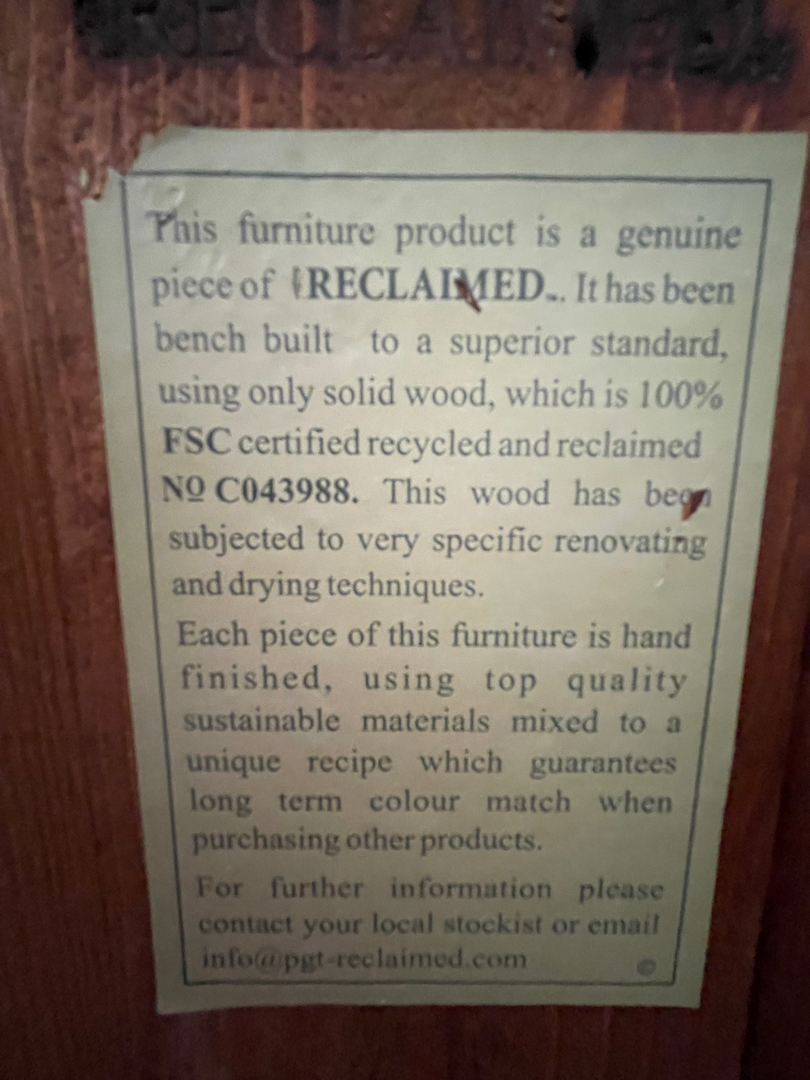 RECLAIMED
This furniture product is a genuine
piece of RECLAIMED.. It has been
bench built to a superior standard,
using only solid wood, which is 100%
FSC certified recycled and reclaimed
Nº C043988. This wood has been
subjected to very specific renovating
and drying techniques.
Each piece of this furniture is hand
finished, using top quality
sustainable materials mixed to a
unique recipe which guarantees
long term colour match when
purchasing other products.
For further information please
contact your local stockist or email
info@pgt-reclaimed.com ©